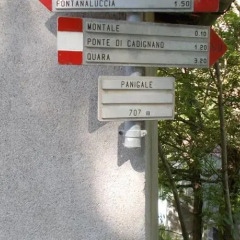 FONTANALUCCIA 1.50
MONTALE 0.10
PONTE DI CADIGNANO 1.20
QUARA 3.20
PANIGALE
707 m